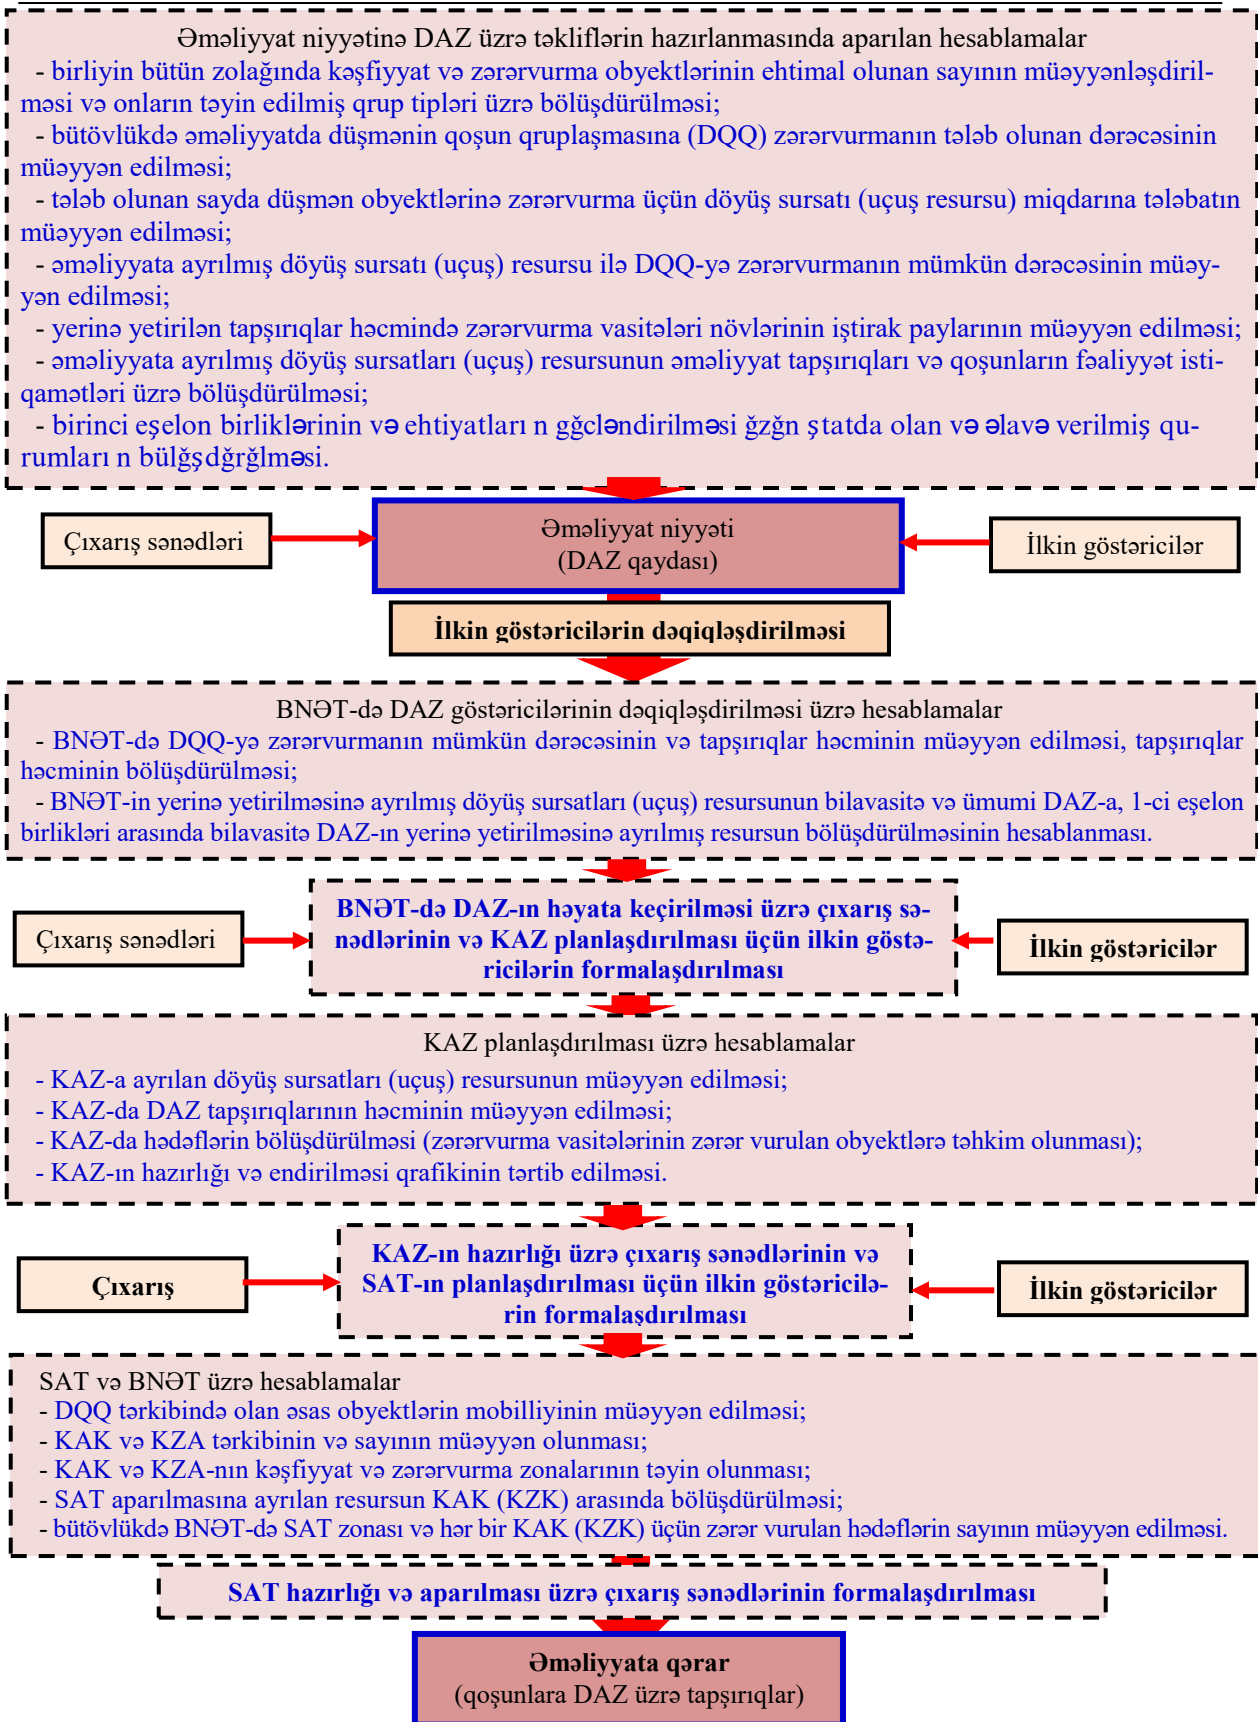 Əməliyyat niyyətinə DAZ üzrə təkliflərin hazırlanmasında aparılan hesablamalar
- birliyin bütün zolağında kəşfiyyat və zərərvurma obyektlərinin ehtimal olunan sayının müəyyənləşdiril-
məsi və onların təyin edilmiş qrup tipləri üzrə bölüşdürülməsi;
- bütövlükdə əməliyyatda düşmənin qoşun qruplaşmasına (DQQ) zərərvurmanın tələb olunan dərəcəsinin
müəyyən edilməsi;
- tələb olunan sayda düşmən obyektlərinə zərərvurma üçün döyüş sursatı (uçuş resursu) miqdarına tələbatın
müəyyən edilməsi;
- əməliyyata ayrılmış döyüş sursatı (uçuş) resursu ilə DQQ-yə zərərvurmanın mümkün dərəcəsinin müəy-
yən edilməsi;
- yerinə yetirilən tapşırıqlar həcmində zərərvurma vasitələri növlərinin iştirak paylarının müəyyən edilməsi;
- əməliyyata ayrılmış döyüş sursatları (uçuş) resursunun əməliyyat tapşırıqları və qoşunların fəaliyyət isti-
qamətləri üzrə bölüşdürülməsi;
- birinci eşelon birliklərinin və ehtiyatları n gğcləndirilməsi ğzğn ştatda olan və əlavə verilmiş qu-
rumları n bülğşdğrğlməsi.
Çıxarış sənədləri
Əməliyyat niyyəti
(DAZ qaydası)
İlkin göstəricilər
İlkin göstəricilərin dəqiqləşdirilməsi
BNƏT-də DAZ göstəricilərinin dəqiqləşdirilməsi üzrə hesablamalar
- BNƏT-də DQQ-yə zərərvurmanın mümkün dərəcəsinin və tapşırıqlar həcminin müəyyən edilməsi, tapşırıqlar
həcminin bölüşdürülməsi;
- BNƏT-in yerinə yetirilməsinə ayrılmış döyüş sursatları (uçuş) resursunun bilavasitə və ümumi DAZ-a, 1-ci eşelon
birlikləri arasında bilavasitə DAZ-ın yerinə yetirilməsinə ayrılmış resursun bölüşdürülməsinin hesablanması.
Çıxarış sənədləri
BNƏT-də DAZ-ın həyata keçirilməsi üzrə çıxarış sə-
nədlərinin və KAZ planlaşdırılması üçün ilkin göstə-
ricilərin formalaşdırılması
İlkin göstəricilər
KAZ planlaşdırılması üzrə hesablamalar
- KAZ-a ayrılan döyüş sursatları (uçuş) resursunun müəyyən edilməsi;
- KAZ-da DAZ tapşırıqlarının həcminin müəyyən edilməsi;
- KAZ-da hədəflərin bölüşdürülməsi (zərərvurma vasitələrinin zərər vurulan obyektlərə təhkim olunması);
- KAZ-ın hazırlığı və endirilməsi qrafikinin tərtib edilməsi.
Çıxarış
KAZ-ın hazırlığı üzrə çıxarış sənədlərinin və
SAT-ın planlaşdırılması üçün ilkin göstəricilə-
rin formalaşdırılması
İlkin göstəricilər
SAT və BNƏT üzrə hesablamalar
- DQQ tərkibində olan əsas obyektlərin mobilliyinin müəyyən edilməsi;
- KAK və KZA tərkibinin və sayının müəyyən olunması;
- KAK və KZA-nın kəşfiyyat və zərərvurma zonalarının təyin olunması;
- SAT aparılmasına ayrılan resursun KAK (KZK) arasında bölüşdürülməsi;
- bütövlükdə BNƏT-də SAT zonası və hər bir KAK (KZK) üçün zərər vurulan hədəflərin sayının müəyyən edilməsi.
SAT hazırlığı və aparılması üzrə çıxarış sənədlərinin formalaşdırılması
Əməliyyata qərar
(qoşunlara DAZ üzrə tapşırıqlar)